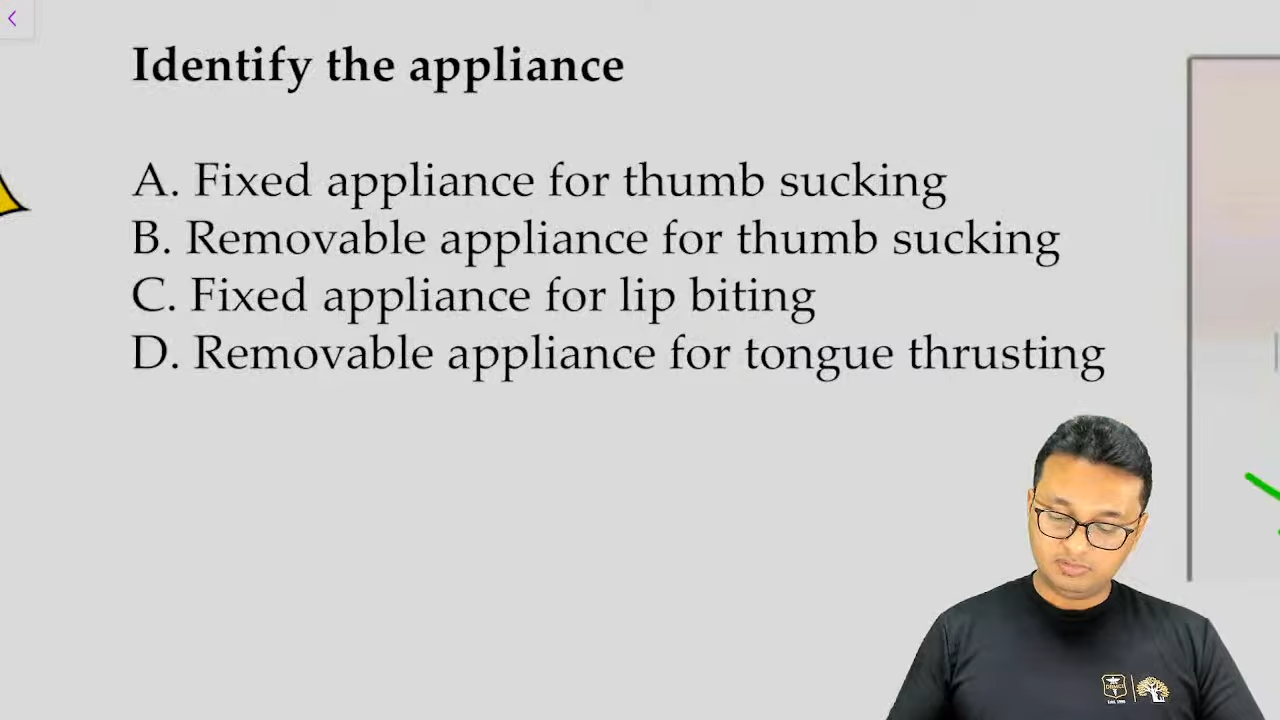 Identify the appliance
A. Fixed appliance for thumb sucking
B. Removable appliance for thumb sucking
C. Fixed appliance for lip biting
D. Removable appliance for tongue thrusting